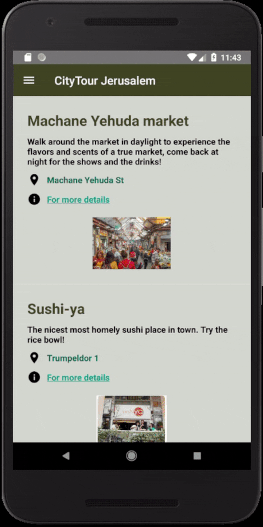 11:43
CityTour Jerusalem
Machane Yehuda market
Walk around the market in daylight to experience the
flavors and scents of a true market, come back at
night for the shows and the drinks!
Machane Yehuda St
For more details
Sushi-ya
The nicest most homely sushi place in town. Try the
rice bowl!
Trumpeldor 1
For more details